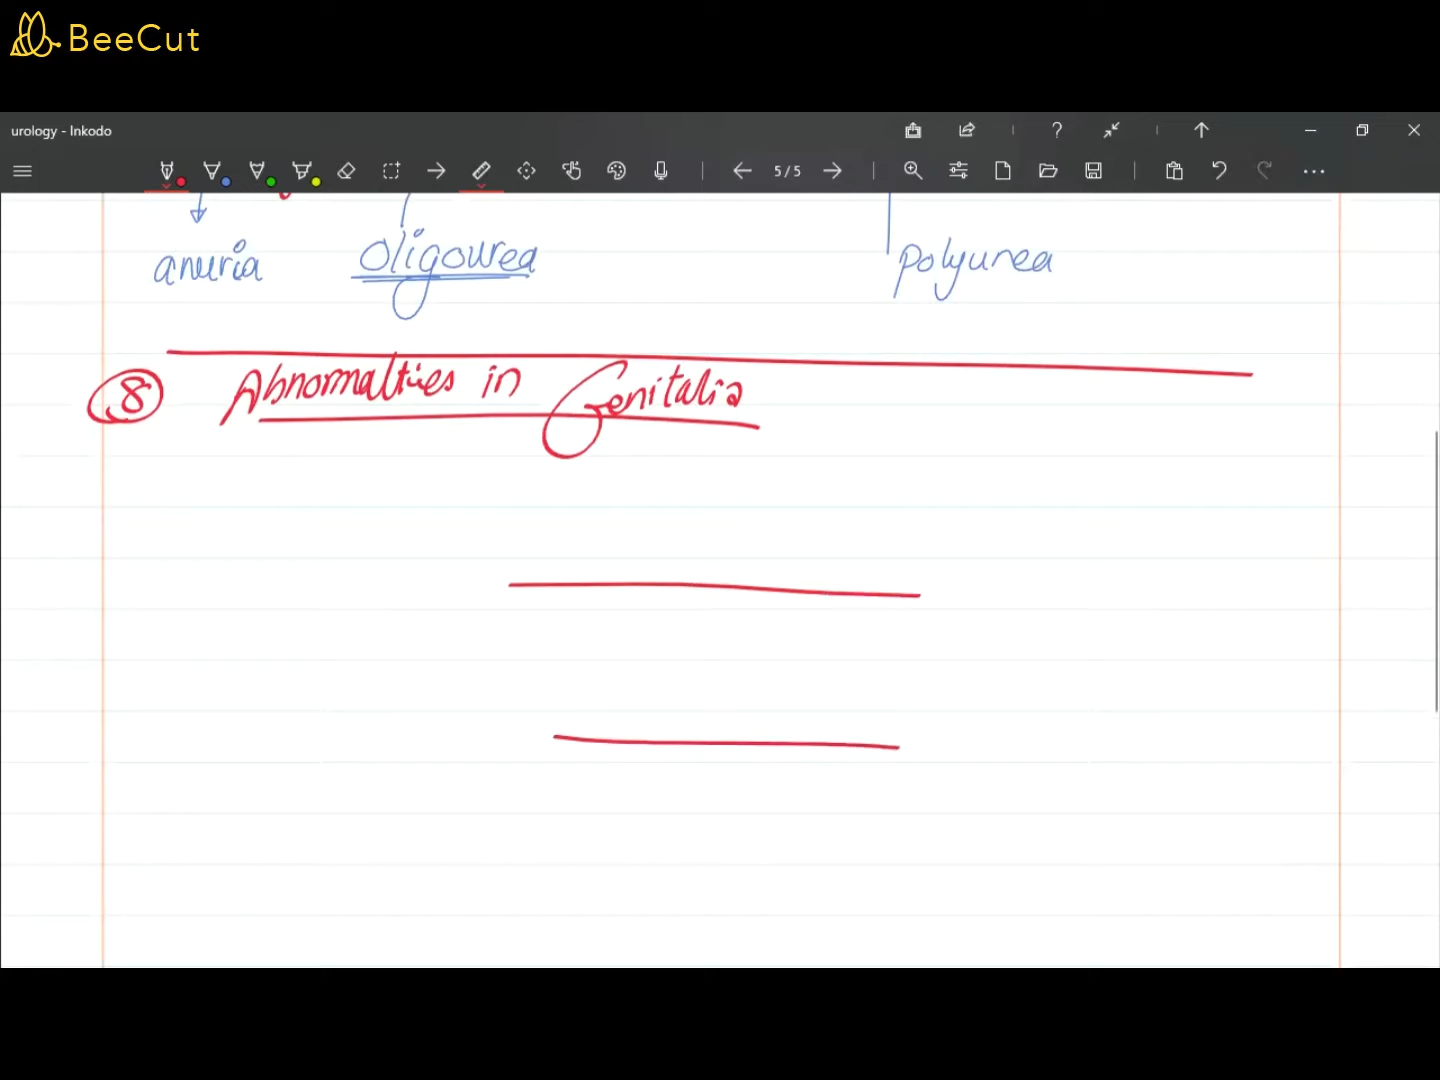 BeeCut
urology - Inkodo
5/5
anuria oligourea polyurea
8 Abnormalties in Genitalia